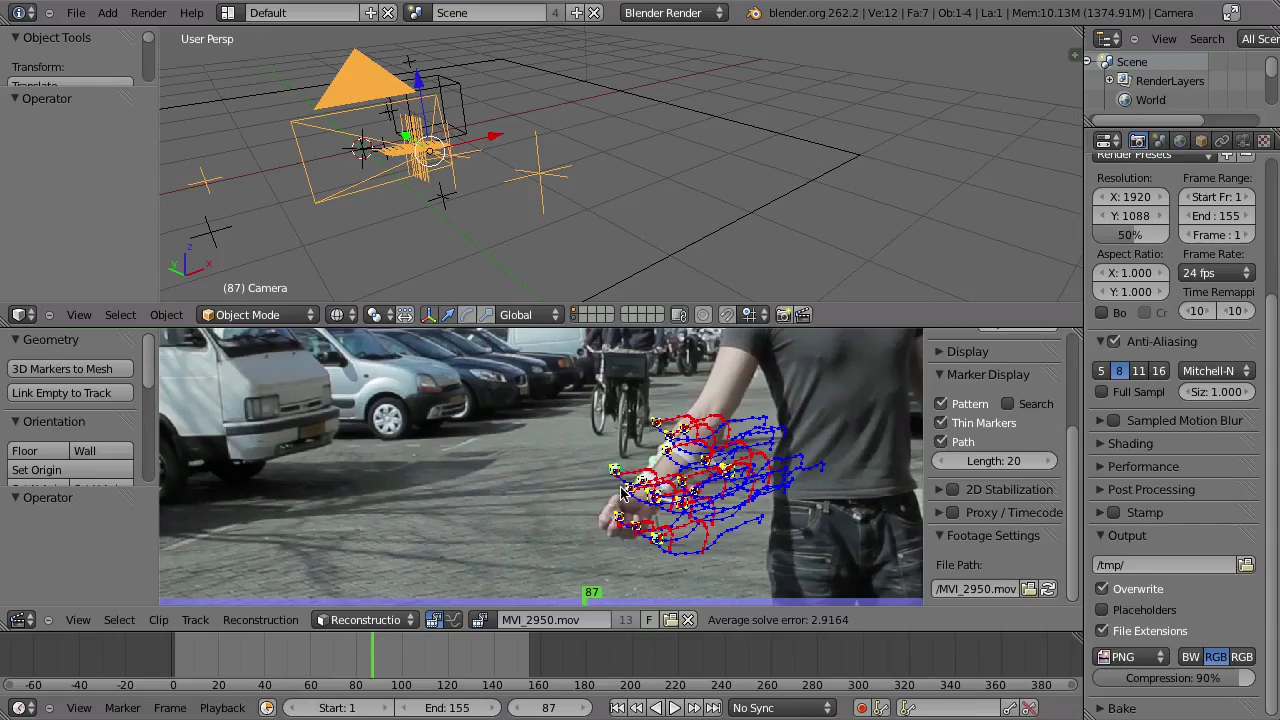 File Add Render Help Default Scene 4 Blender Render blender.org 262.2 | Ve:12 | Fa:7 | Ob:1-4 | La:1 | Mem:10.13M (1374.91M) | Camera
Object Tools
Transform:
Operator
User Persp
(87) Camera
View Search All Scen
Scene
RenderLayers
World
Render Presets
Resolution: Frame Range:
X: 1920 Start Fr: 1
Y: 1088 End : 155
50% Frame : 1
Aspect Ratio:
X: 1.000 24 fps
Y: 1.000 Time Remappi
Bo Cr 10 10
Anti-Aliasing
5 8 11 16 Mitchell-N
Full Sampl Siz: 1.000
Sampled Motion Blur
Shading
Performance
Post Processing
Stamp
Output
/tmp/
Overwrite
Placeholders
File Extensions
PNG BW RGB RGB
Compression: 90%
Bake
View Select Object Object Mode Global
Geometry
3D Markers to Mesh
Link Empty to Track
Orientation
Floor Wall
Set Origin
Operator
Display
Marker Display
Pattern Search
Thin Markers
Path
Length: 20
2D Stabilization
Proxy / Timecode
Footage Settings
File Path:
/MVI_2950.mov
87
View Select Clip Track Reconstruction Reconstructio MVI_2950.mov 13 F Average solve error: 2.9164
-60 -40 -20 0 20 40 60 80 100 120 140 160 180 200 220 240 260 280 300 320 340 360 380
View Marker Frame Playback Start: 1 End: 155 87 No Sync